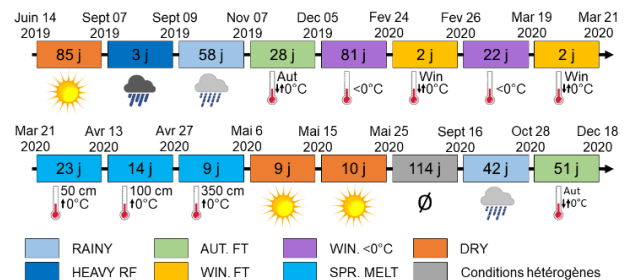 Juin 14 Sept 07 Sept 09 Nov 07 Dec 05 Fev 24 Fev 26 Mar 19 Mar 21
2019 2019 2019 2019 2019 2020 2020 2020 2020
85 j 3 j 58 j 28 j 81 j 2 j 22 j 2 j
Aut Win Win
↓↑0°C <0°C ↓↑0°C <0°C ↓↑0°C
Mar 21 Avr 13 Avr 27 Mai 6 Mai 15 Mai 25 Sept 16 Oct 28 Dec 18
2020 2020 2020 2020 2020 2020 2020 2020 2020
23 j 14 j 9 j 9 j 10 j 114 j 42 j 51 j
50 cm 100 cm 350 cm Aut
↑0°C ↑0°C ↑0°C Ø ↓↑0°C
RAINY AUT. FT WIN. <0°C DRY
HEAVY RF WIN. FT SPR. MELT Conditions hétérogènes